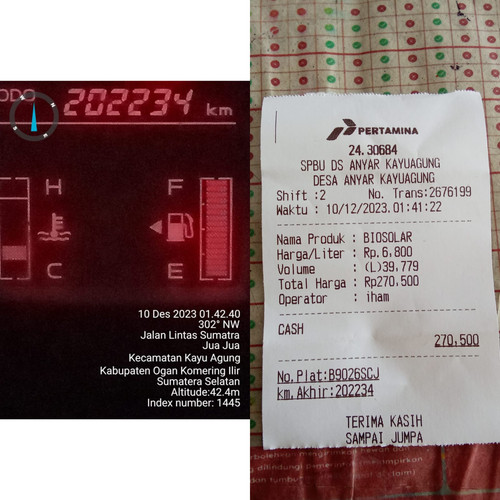 ODO 202234 km
H
C
F
E
10 Des 2023 01.42.40
302° NW
Jalan Lintas Sumatra
Jua Jua
Kecamatan Kayu Agung
Kabupaten Ogan Komering Ilir
Sumatera Selatan
Altitude:42.4m
Index number: 1445
PERTAMINA
24.30684
SPBU DS ANYAR KAYUAGUNG
DESA ANYAR KAYUAGUNG
Shift :2 No. Trans:2676199
Waktu : 10/12/2023.01:41:22
Nama Produk : BIOSOLAR
Harga/Liter : Rp.6,800
Volume : (L)39,779
Total Harga : Rp270,500
Operator : iham
CASH
270,500
No.Plat:B9026SCJ
km.Akhir:202234
TERIMA KASIH
SAMPAI JUMPA